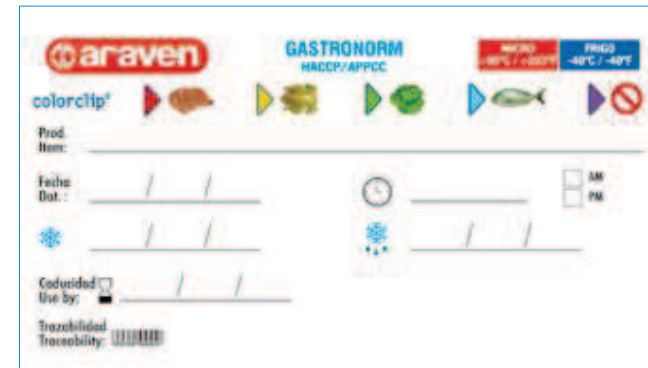 araven
GASTRONORM
HACCP/APPCC
MICRO
FRIGO
-40°C / -40°F
colorclip®
Prod.
Item:
Fecha
Dat. :
/ /
AM
PM
/ /
/ /
Caducidad
Use by:
/ /
Trazabilidad
Traceability: